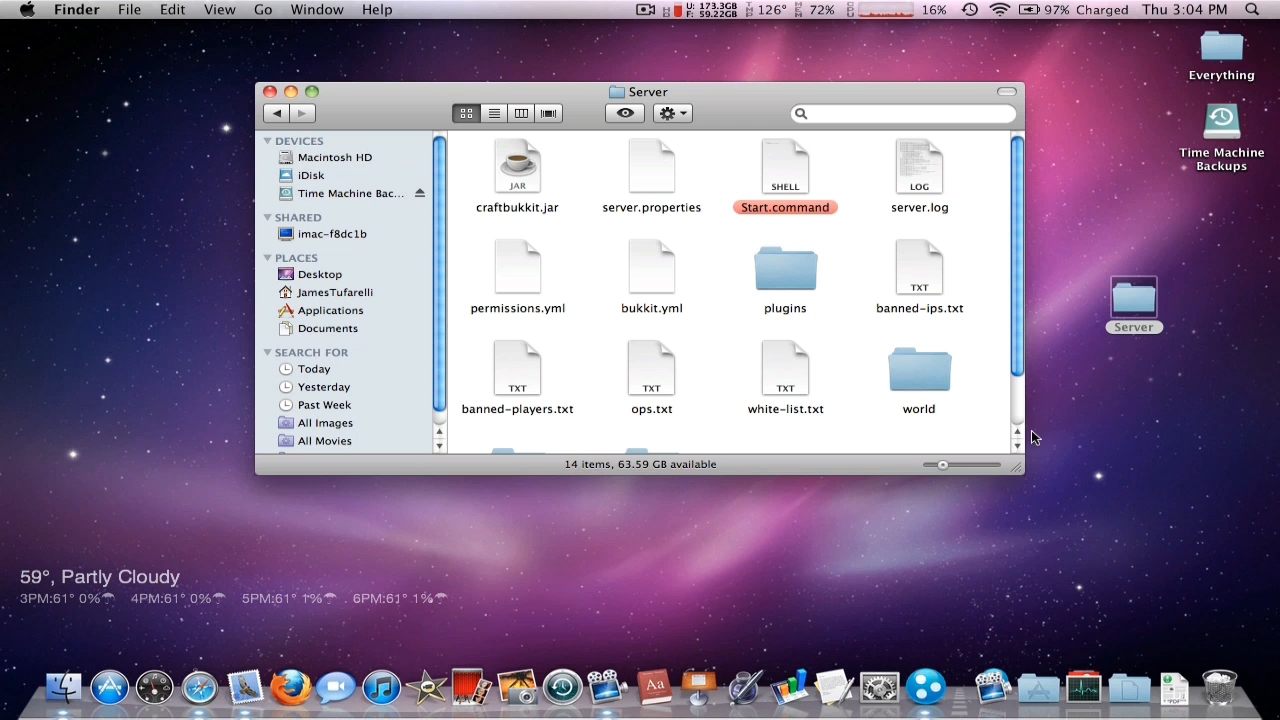 Finder File Edit View Go Window Help U: 173.3GB F: 59.22GB 126° 72% 16% 97% Charged Thu 3:04 PM
Everything
Time Machine
Backups
Server
Server
DEVICES
Macintosh HD
iDisk
Time Machine Bac...
SHARED
imac-f8dc1b
PLACES
Desktop
JamesTufarelli
Applications
Documents
SEARCH FOR
Today
Yesterday
Past Week
All Images
All Movies
JAR SHELL LOG
craftbukkit.jar server.properties Start.command server.log
TXT
permissions.yml bukkit.yml plugins banned-ips.txt
TXT TXT TXT
banned-players.txt ops.txt white-list.txt world
14 items, 63.59 GB available
59°, Partly Cloudy
3PM:61° 0% 4PM:61° 0% 5PM:61° 1% 6PM:61° 1%
Aa